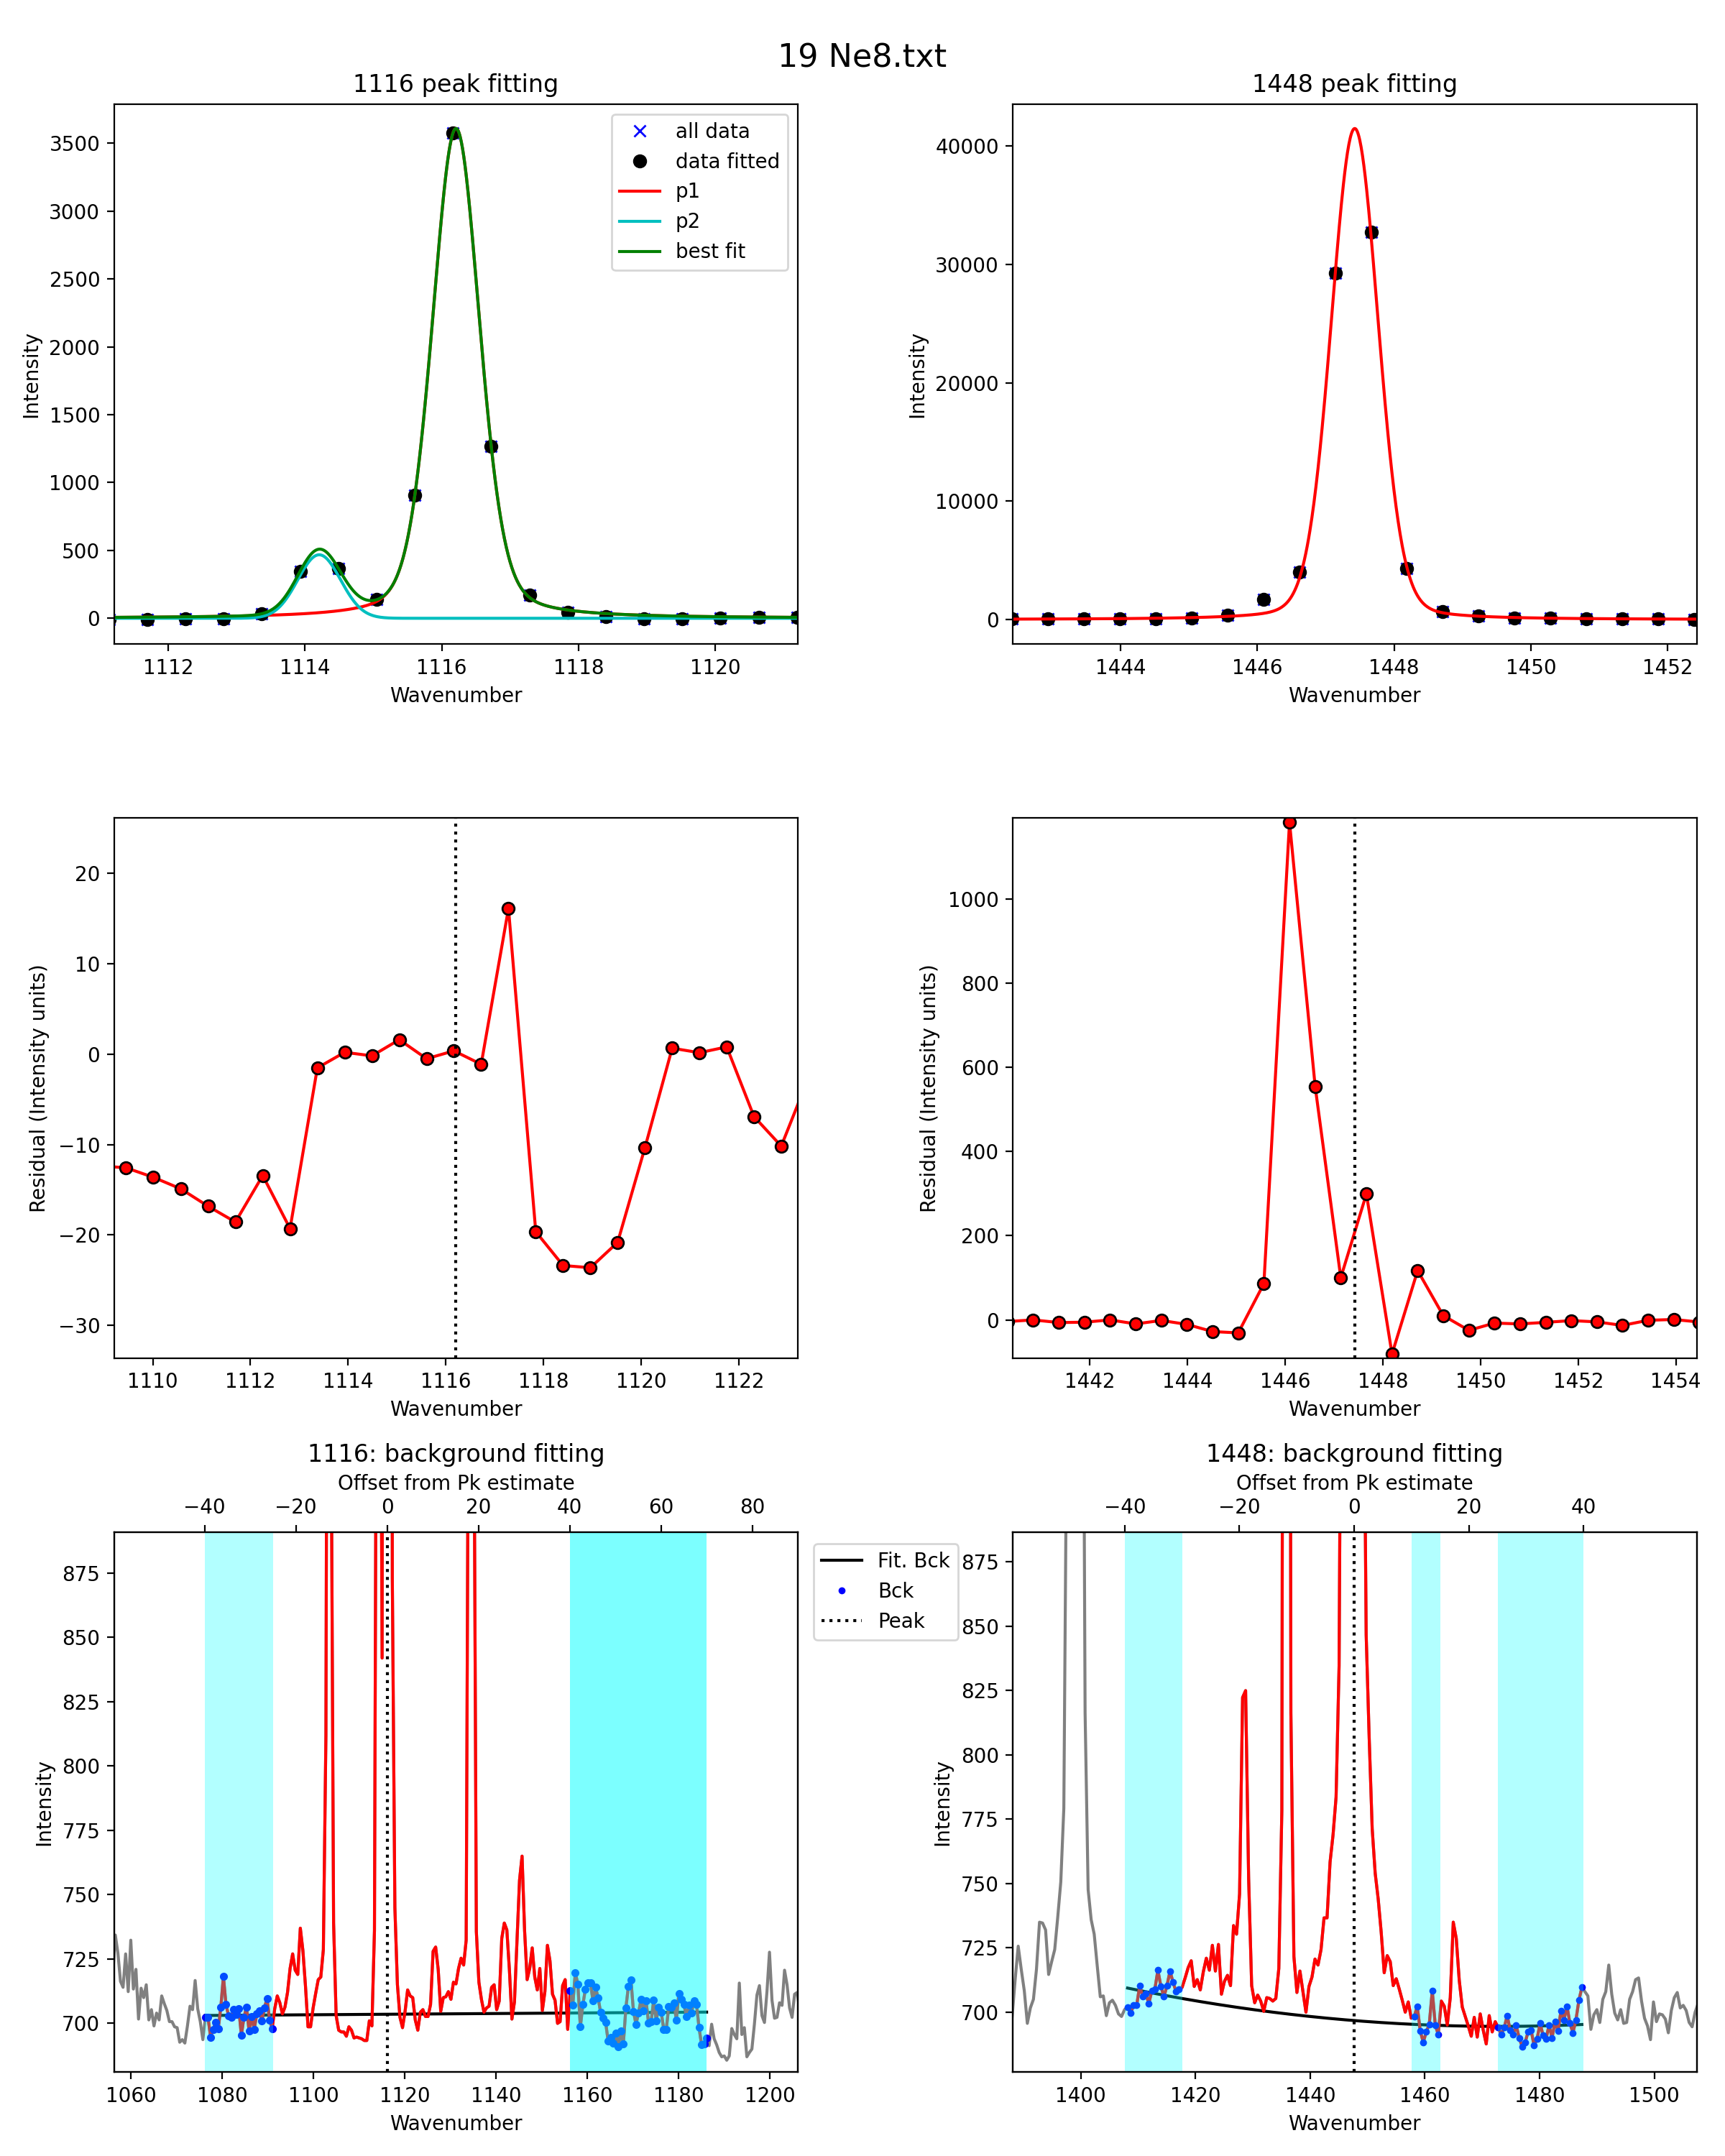 19 Ne8.txt
1116 peak fitting
1448 peak fitting
all data
data fitted
p1
p2
best fit
3500
3000
2500
2000
1500
1000
500
0
Intensity
1112 1114 1116 1118 1120
Wavenumber
40000
30000
20000
10000
0
Intensity
1444 1446 1448 1450 1452
Wavenumber
20
10
0
−10
−20
−30
Residual (Intensity units)
1110 1112 1114 1116 1118 1120 1122
Wavenumber
1000
800
600
400
200
0
Residual (Intensity units)
1442 1444 1446 1448 1450 1452 1454
Wavenumber
1116: background fitting
Offset from Pk estimate
−40 −20 0 20 40 60 80
875
850
825
800
775
750
725
700
Intensity
1060 1080 1100 1120 1140 1160 1180 1200
Wavenumber
Fit. Bck
Bck
Peak
1448: background fitting
Offset from Pk estimate
−40 −20 0 20 40
875
850
825
800
775
750
725
700
Intensity
1400 1420 1440 1460 1480 1500
Wavenumber